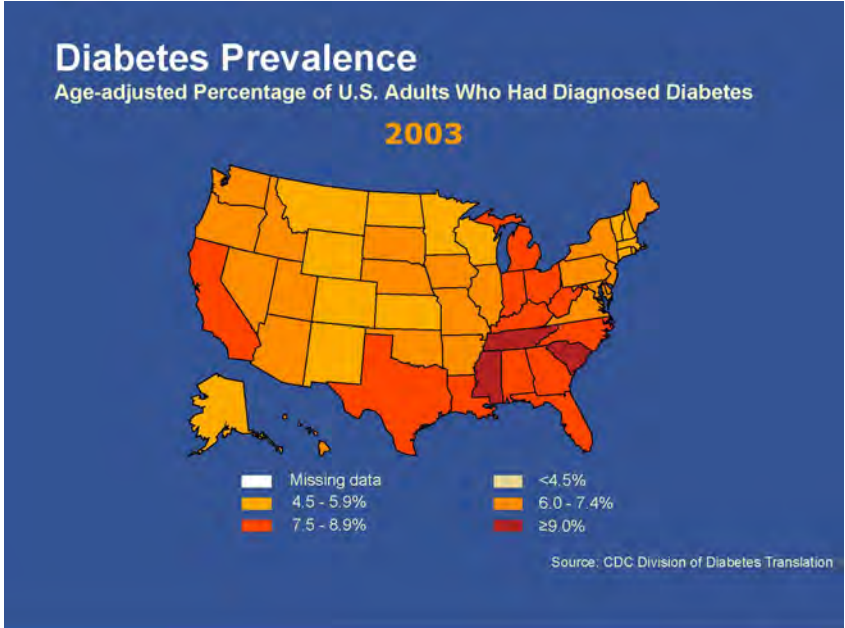 Diabetes Prevalence
Age-adjusted Percentage of U.S. Adults Who Had Diagnosed Diabetes
2003
Missing data
<4.5%
4.5 - 5.9%
6.0 - 7.4%
7.5 - 8.9%
≥9.0%
Source: CDC Division of Diabetes Translation